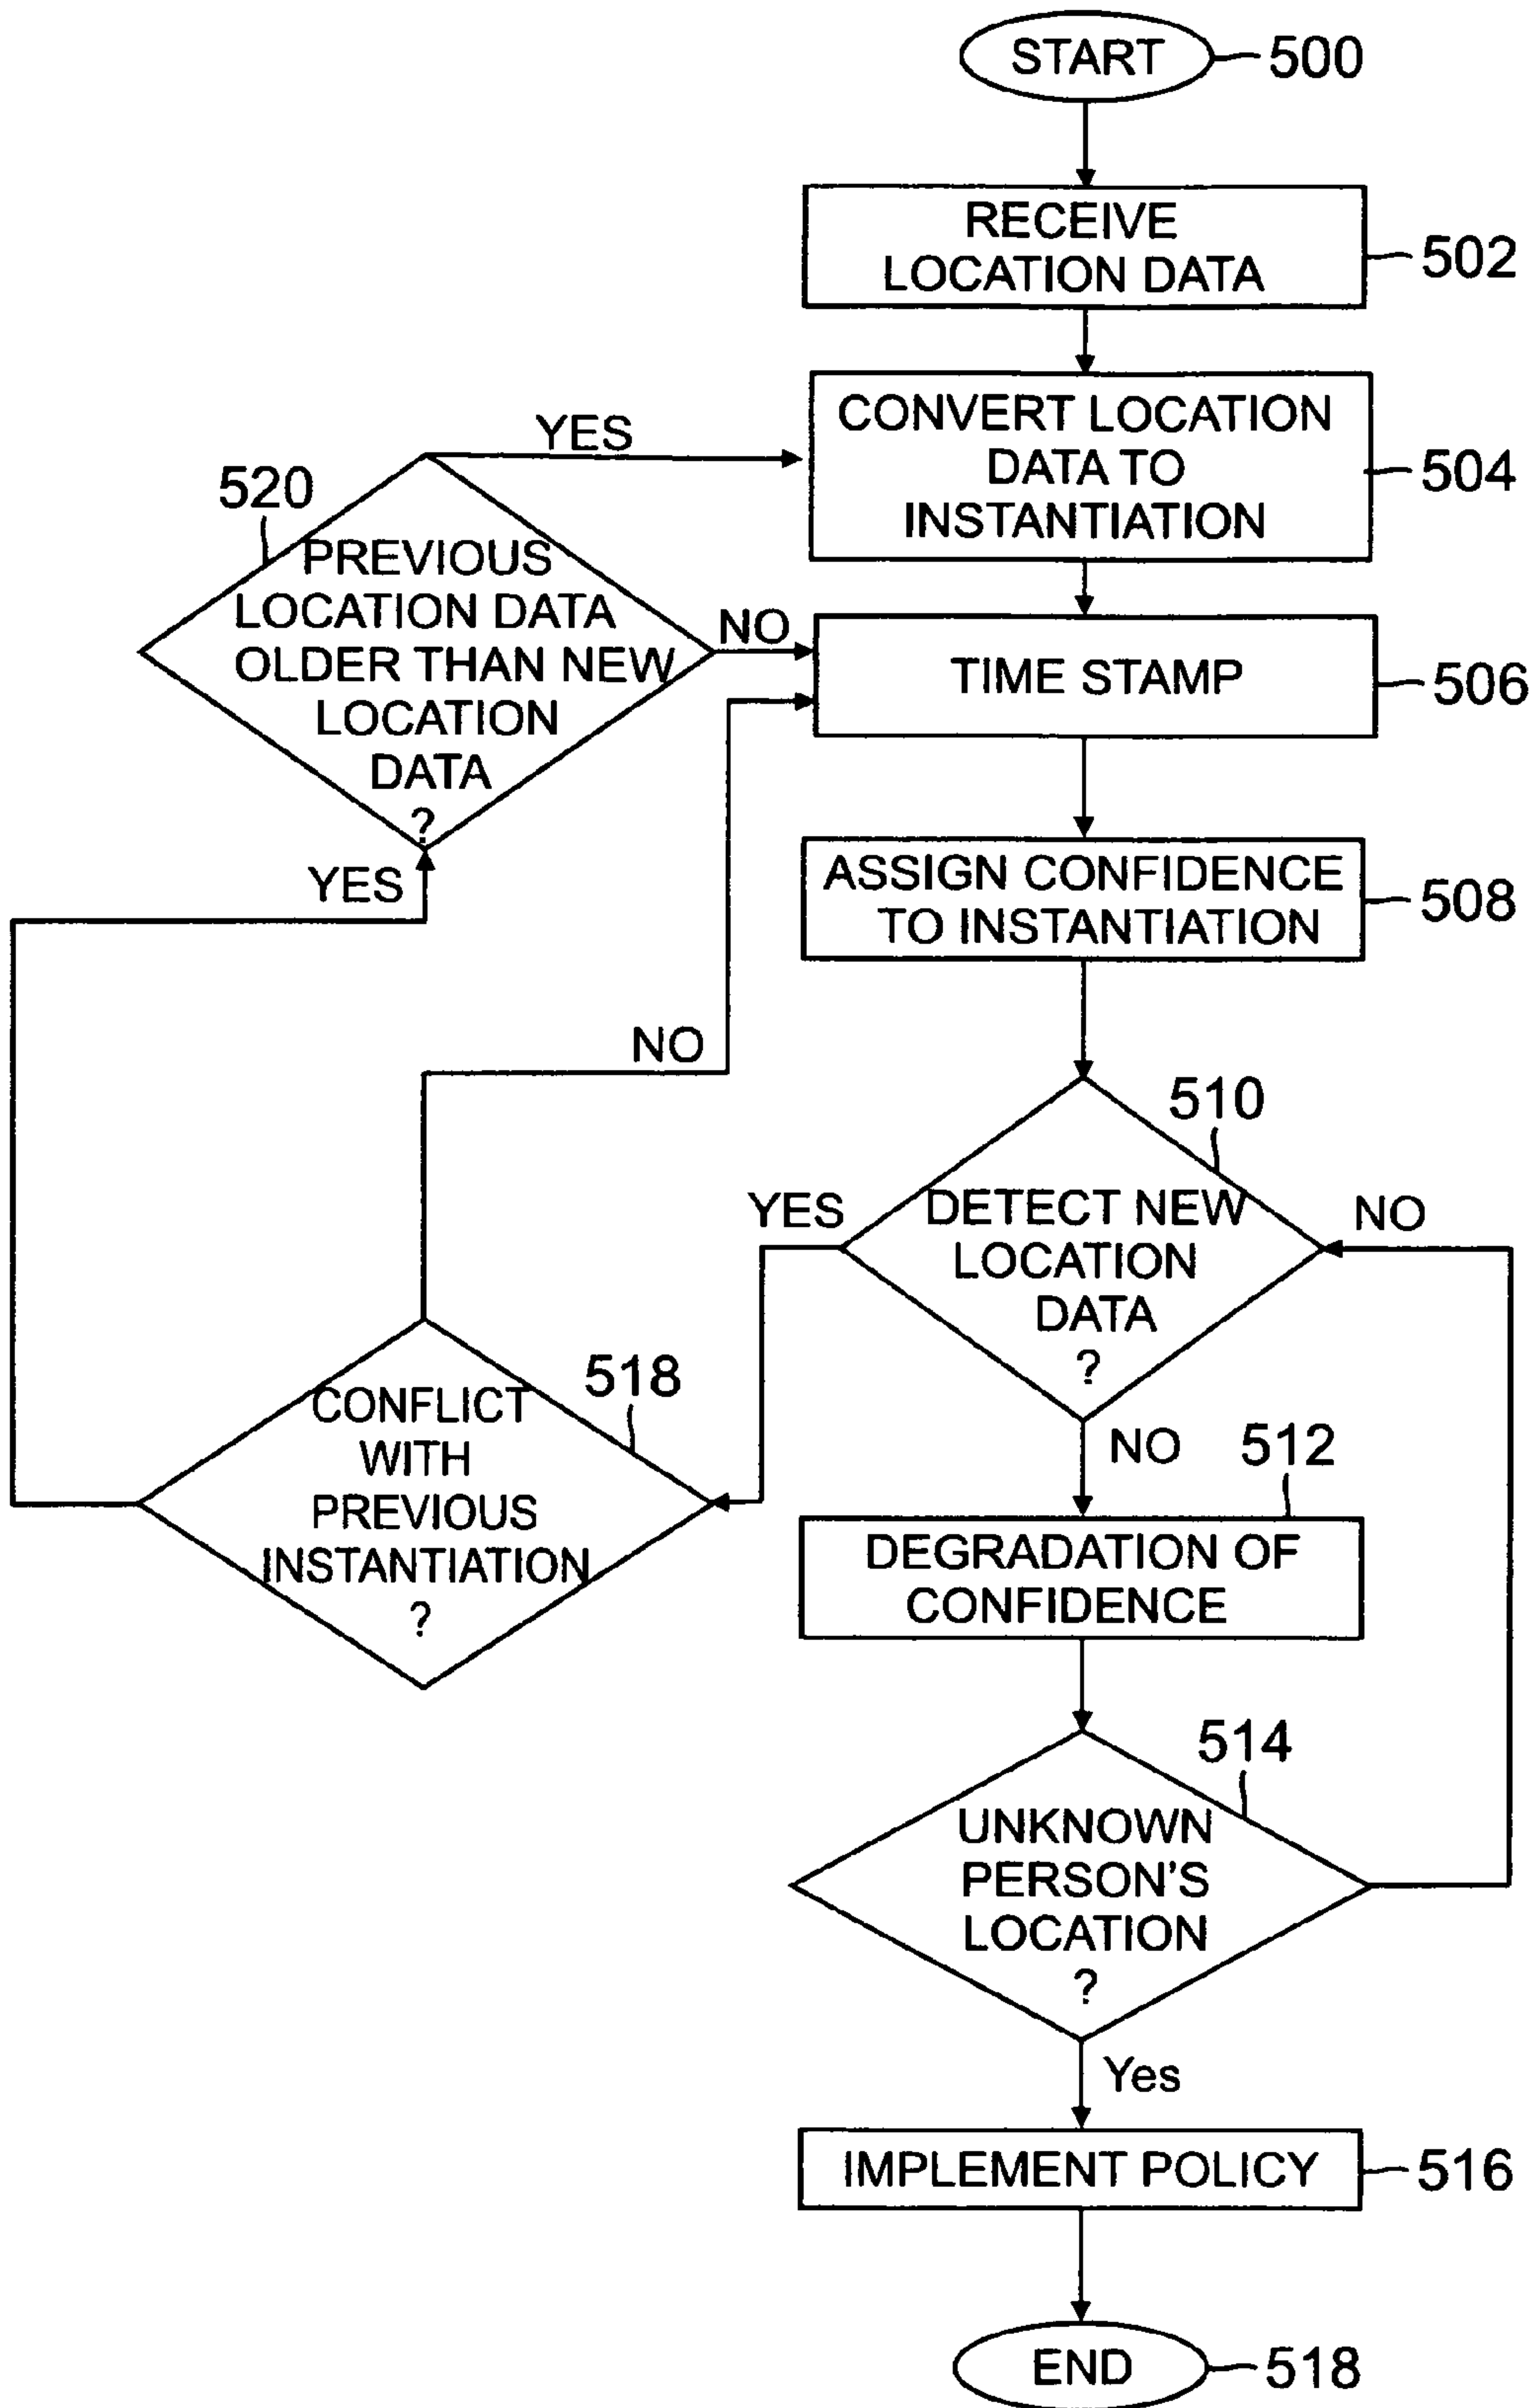 START
500
RECEIVE
LOCATION DATA
502
CONVERT LOCATION
DATA TO
INSTANTIATION
504
YES
520
PREVIOUS
LOCATION DATA
OLDER THAN NEW
LOCATION
DATA
?
NO
TIME STAMP
506
YES
ASSIGN CONFIDENCE
TO INSTANTIATION
508
NO
510
DETECT NEW
LOCATION
DATA
?
YES
NO
518
CONFLICT
WITH
PREVIOUS
INSTANTIATION
?
NO
512
DEGRADATION OF
CONFIDENCE
514
UNKNOWN
PERSON'S
LOCATION
?
Yes
IMPLEMENT POLICY
516
END
518